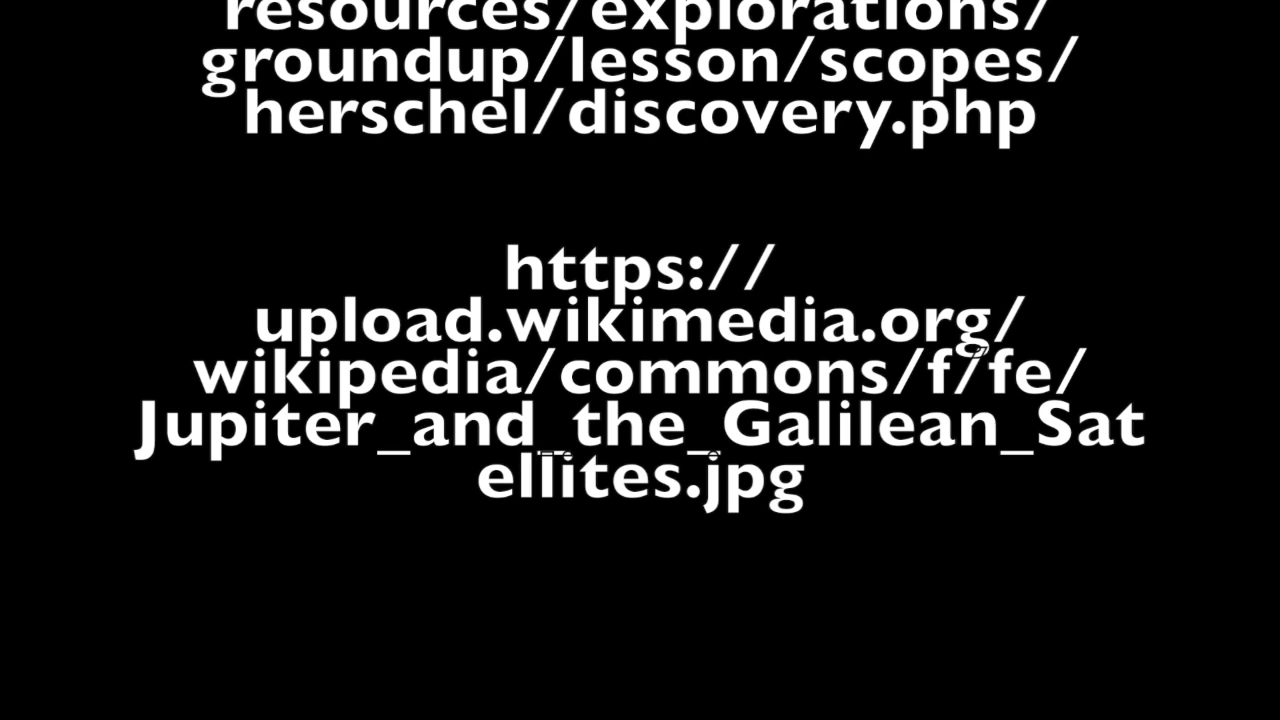 resources/explorations/
groundup/lesson/scopes/
herschel/discovery.php
https://
upload.wikimedia.org/
wikipedia/commons/f/fe/
Jupiter_and_the_Galilean_Sat
ellites.jpg